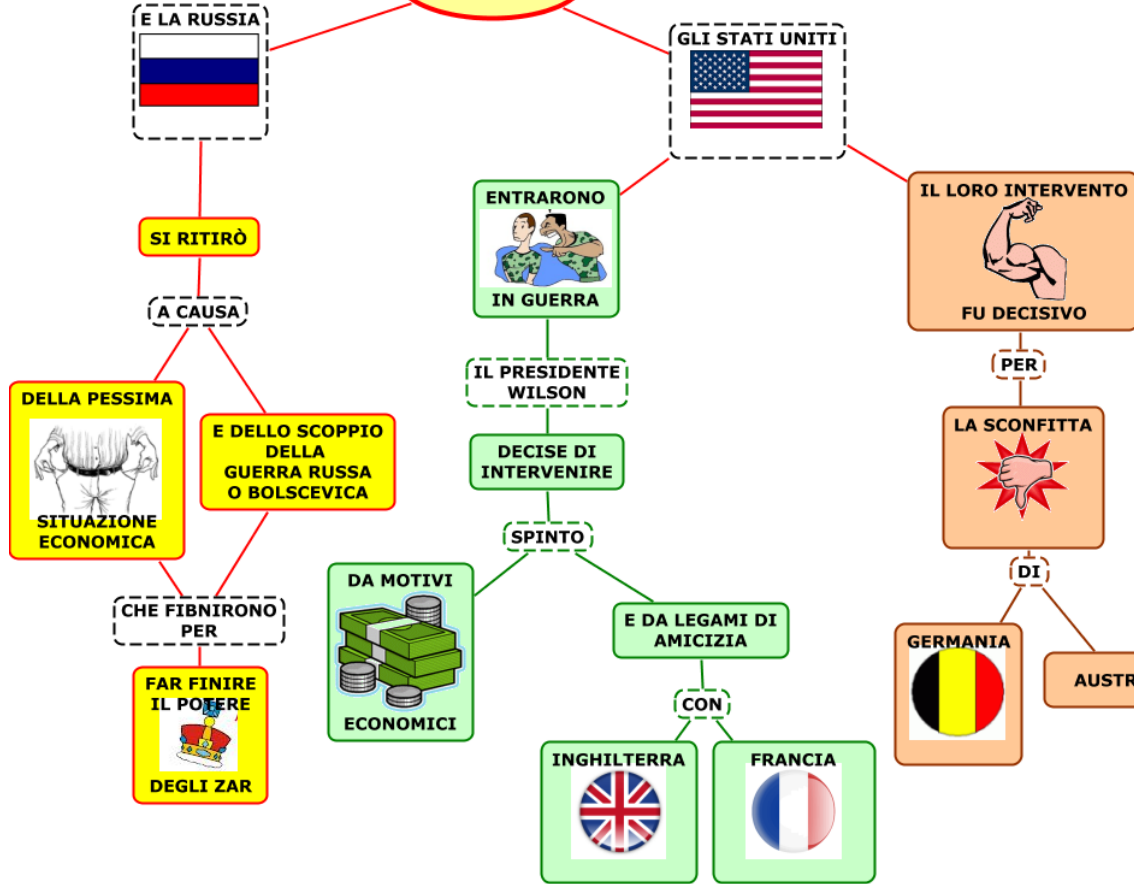 E LA RUSSIA
SI RITIRÒ
A CAUSA
DELLA PESSIMA
SITUAZIONE
ECONOMICA
E DELLO SCOPPIO
DELLA
GUERRA RUSSA
O BOLSCEVICA
CHE FIBNIRONO
PER
FAR FINIRE
IL POTERE
DEGLI ZAR
GLI STATI UNITI
ENTRARONO
IN GUERRA
IL PRESIDENTE
WILSON
DECISE DI
INTERVENIRE
SPINTO
DA MOTIVI
ECONOMICI
E DA LEGAMI DI
AMICIZIA
CON
INGHILTERRA
FRANCIA
IL LORO INTERVENTO
FU DECISIVO
PER
LA SCONFITTA
DI
GERMANIA
AUSTR